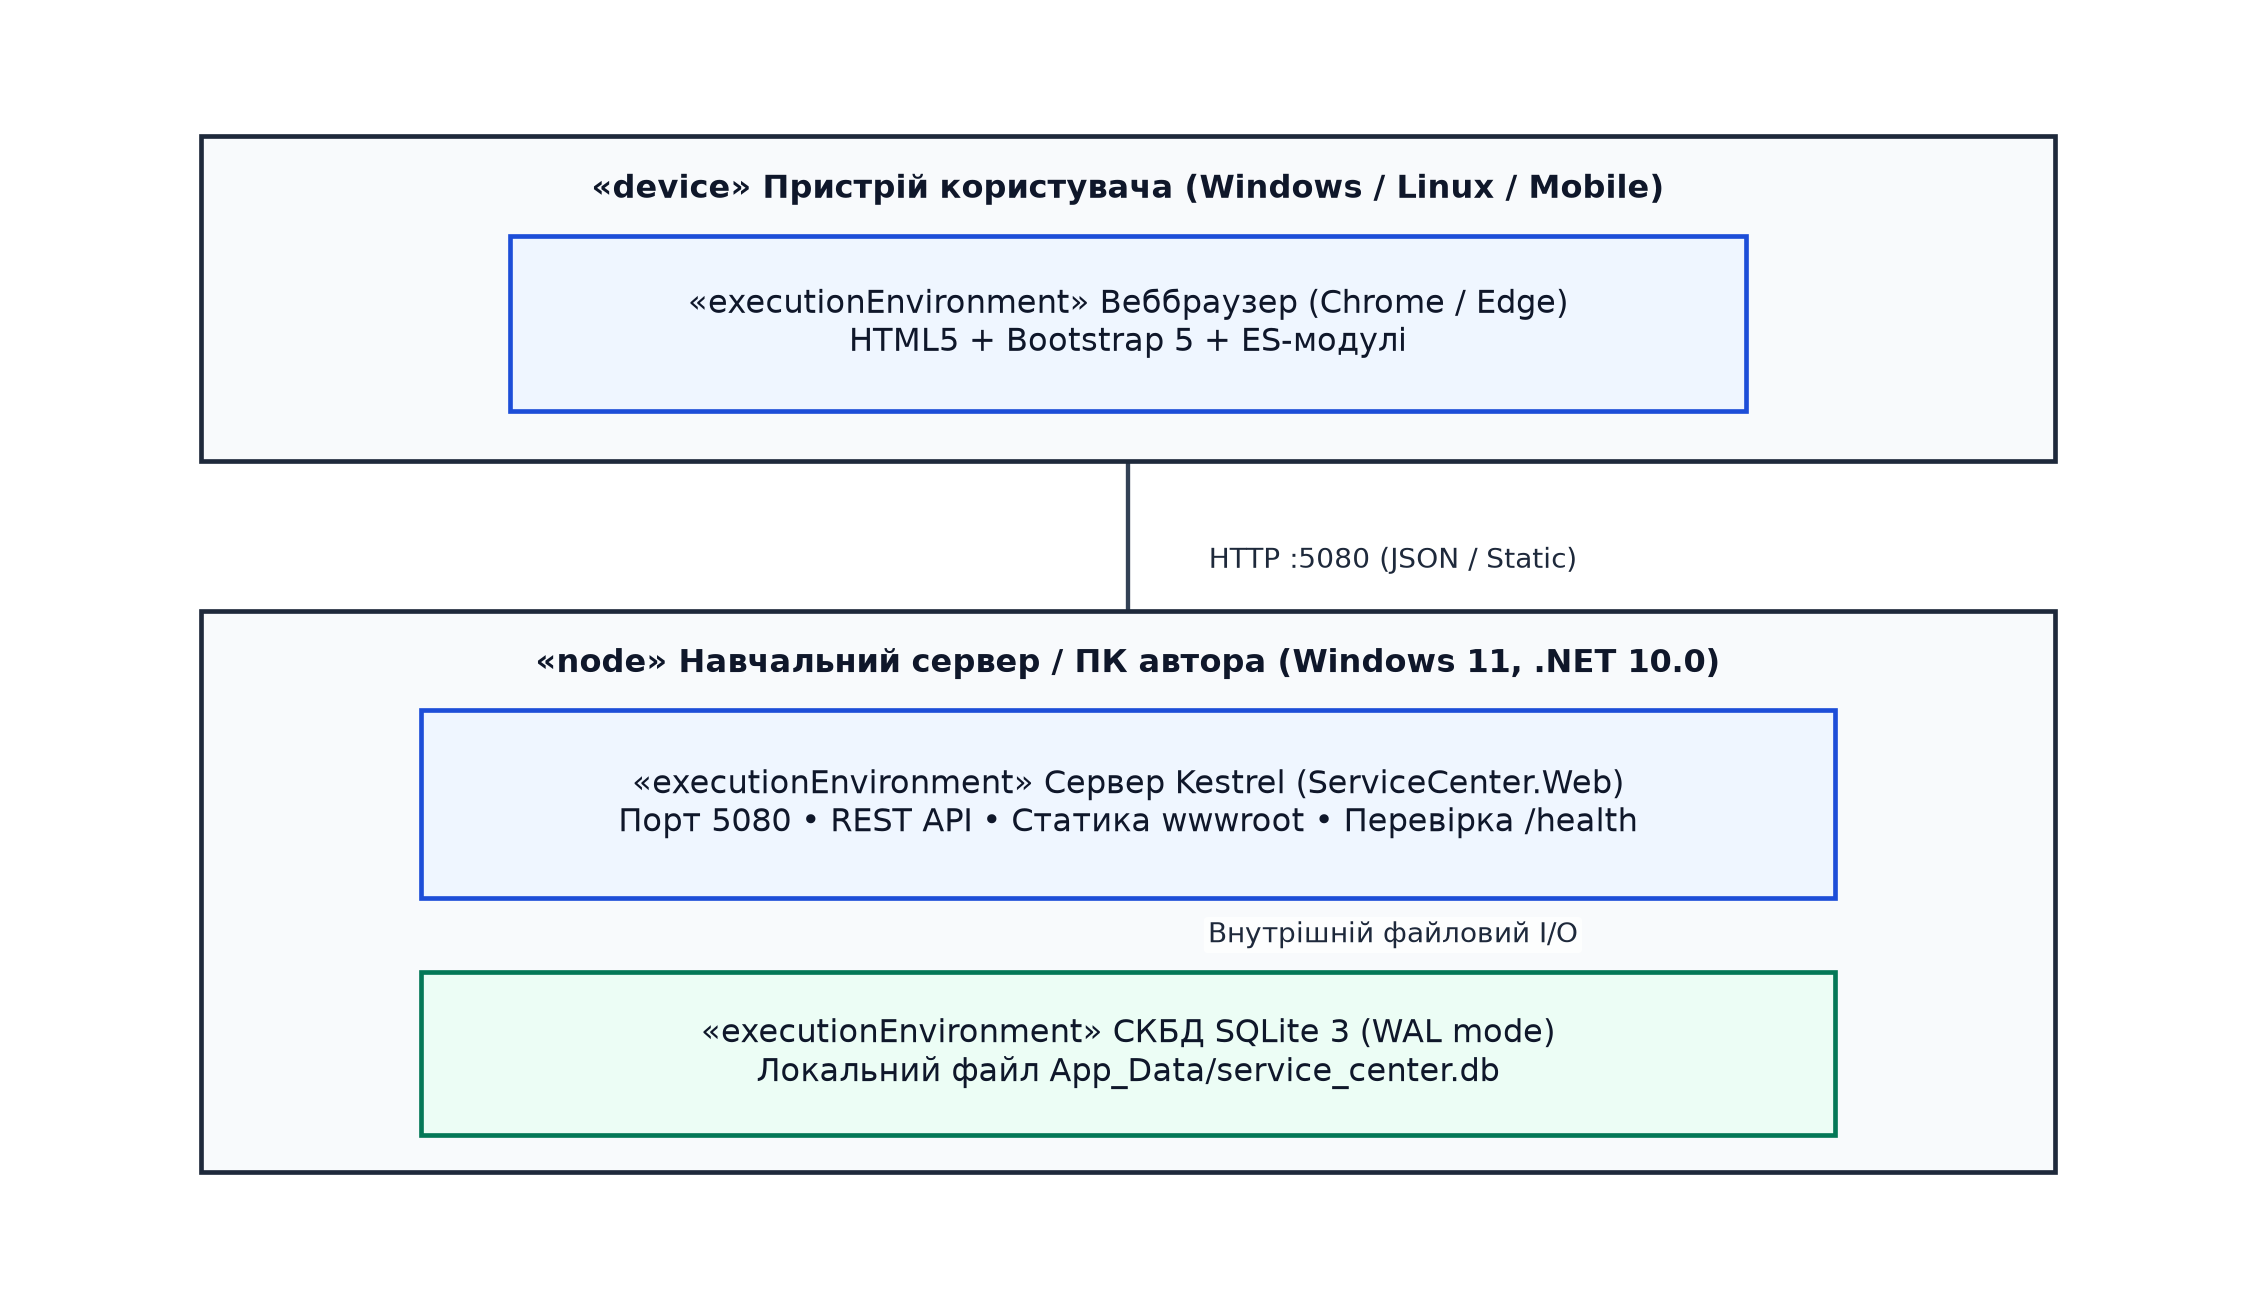 «device» Пристрій користувача (Windows / Linux / Mobile)
«executionEnvironment» Веббраузер (Chrome / Edge)
HTML5 + Bootstrap 5 + ES-модулі
HTTP :5080 (JSON / Static)
«node» Навчальний сервер / ПК автора (Windows 11, .NET 10.0)
«executionEnvironment» Сервер Kestrel (ServiceCenter.Web)
Порт 5080 • REST API • Статика wwwroot • Перевірка /health
Внутрішній файловий I/O
«executionEnvironment» СКБД SQLite 3 (WAL mode)
Локальний файл App_Data/service_center.db